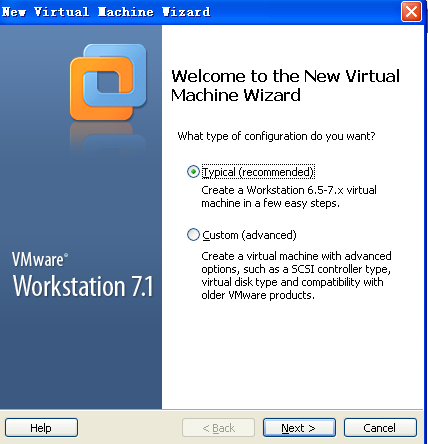 New Virtual Machine Wizard
Welcome to the New Virtual
Machine Wizard
What type of configuration do you want?
Typical (recommended)
Create a Workstation 6.5-7.x virtual
machine in a few easy steps.
Custom (advanced)
Create a virtual machine with advanced
options, such as a SCSI controller type,
virtual disk type and compatibility with
older VMware products.
VMware®
Workstation 7.1
Help
< Back
Next >
Cancel